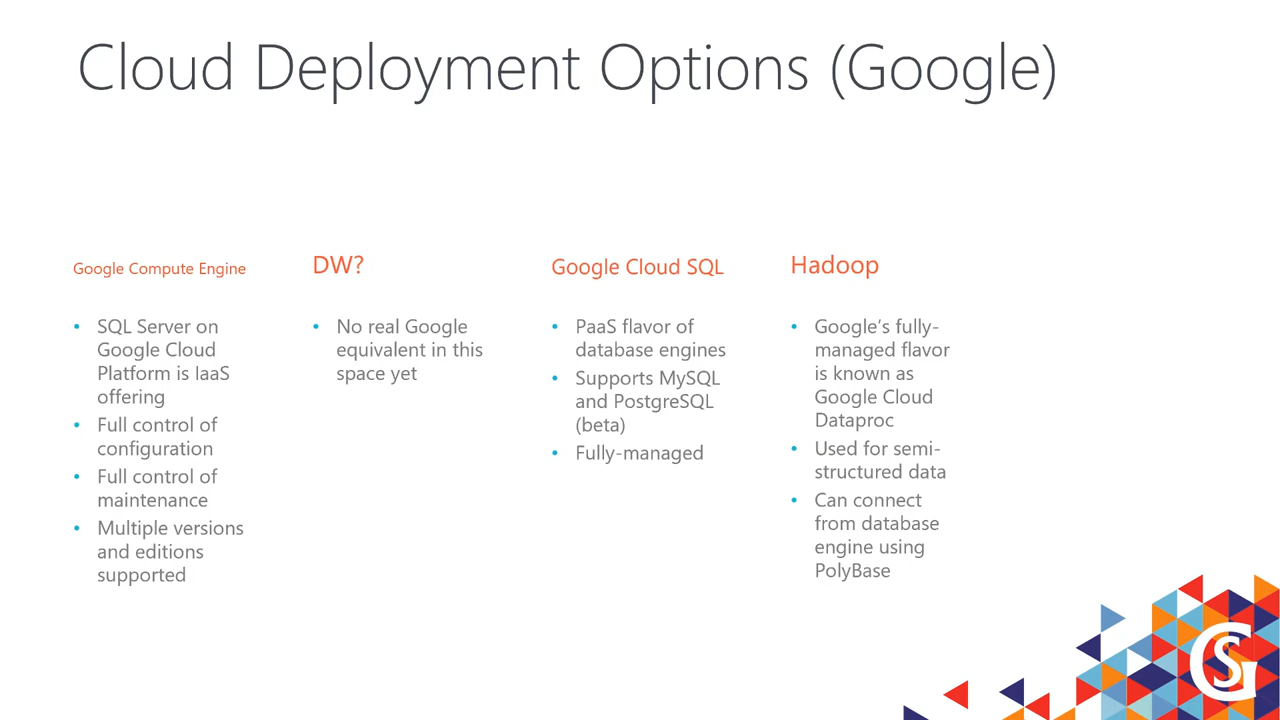 Cloud Deployment Options (Google)
Google Compute Engine
• SQL Server on
Google Cloud
Platform is IaaS
offering
• Full control of
configuration
• Full control of
maintenance
• Multiple versions
and editions
supported
DW?
• No real Google
equivalent in this
space yet
Google Cloud SQL
• PaaS flavor of
database engines
• Supports MySQL
and PostgreSQL
(beta)
• Fully-managed
Hadoop
• Google’s fully-
managed flavor
is known as
Google Cloud
Dataproc
• Used for semi-
structured data
• Can connect
from database
engine using
PolyBase
SG